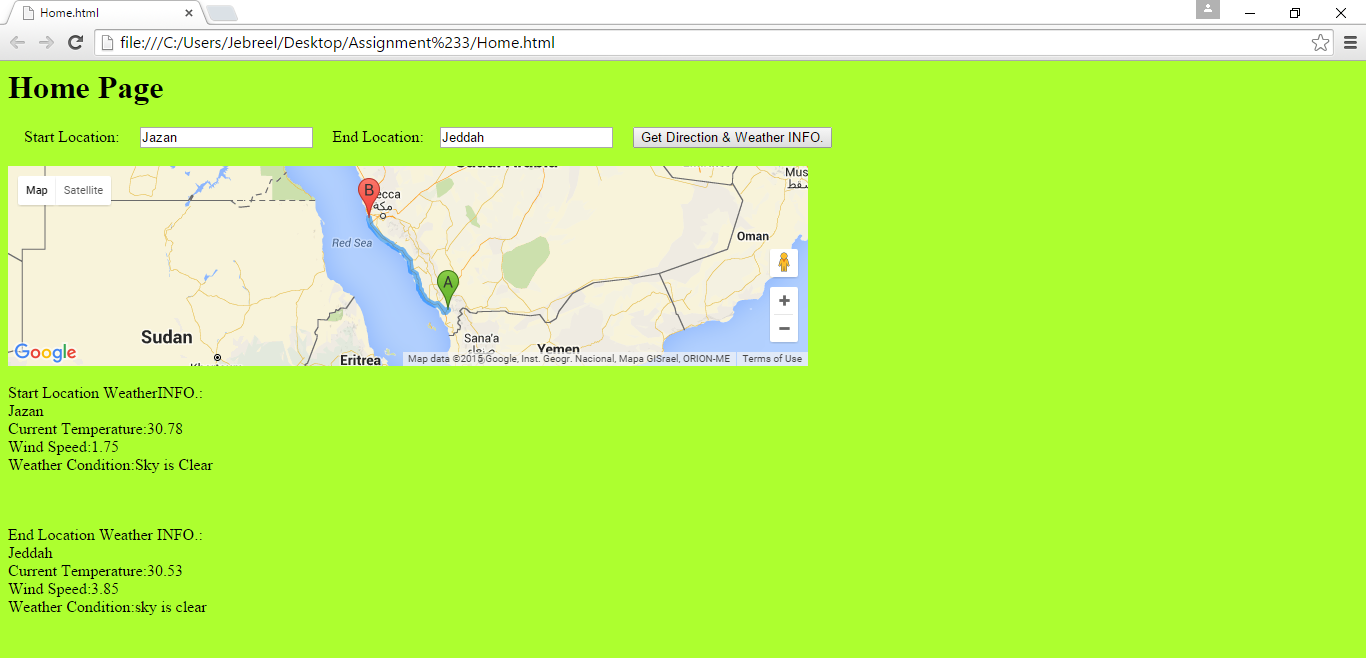 Home.html
file:///C:/Users/Jebreel/Desktop/Assignment%233/Home.html
Home Page
Start Location: Jazan End Location: Jeddah Get Direction & Weather INFO.
Map Satellite
Saudi Arabia
B
ecca
مكة
Red Sea
Oman
A
Sudan
Sana'a
صنعاء
Yemen
Eritrea
Google
Map data ©2015 Google, Inst. Geogr. Nacional, Mapa GISrael, ORION-ME Terms of Use
Start Location WeatherINFO.:
Jazan
Current Temperature:30.78
Wind Speed:1.75
Weather Condition:Sky is Clear
End Location Weather INFO.:
Jeddah
Current Temperature:30.53
Wind Speed:3.85
Weather Condition:sky is clear